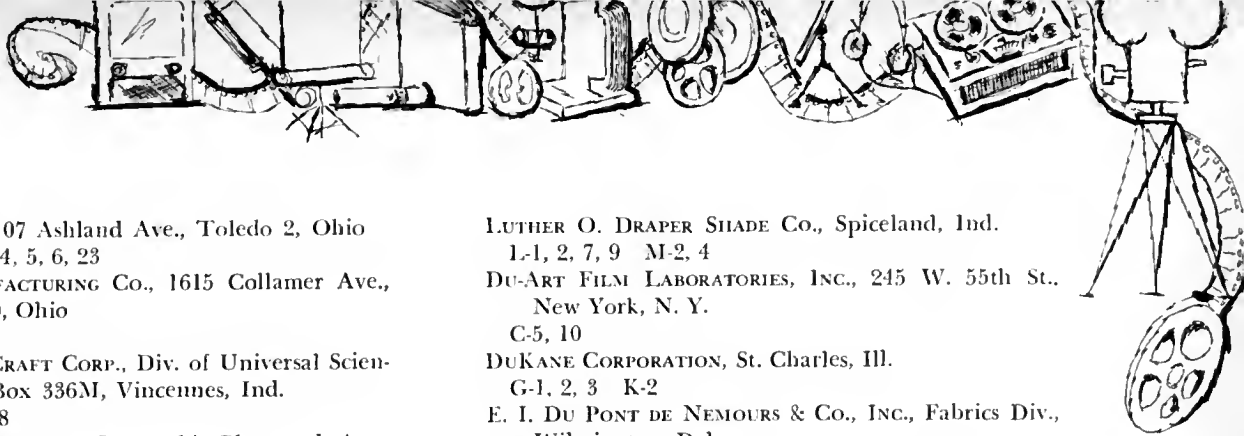 07 Ashland Ave., Toledo 2, Ohio
4, 5, 6, 23
FACTURING CO., 1615 Collamer Ave.,
, Ohio
CRAFT CORP., Div. of Universal Scien-
Box 336M, Vincennes, Ind.
8
LUTHER O. DRAPER SHADE CO., Spiceland, Ind.
L-1, 2, 7, 9 M-2, 4
DU-ART FILM LABORATORIES, INC., 245 W. 55th St.,
New York, N. Y.
C-5, 10
DUKANE CORPORATION, St. Charles, Ill.
G-1, 2, 3 K-2
E. I. DU PONT DE NEMOURS & CO., INC., Fabrics Div.,